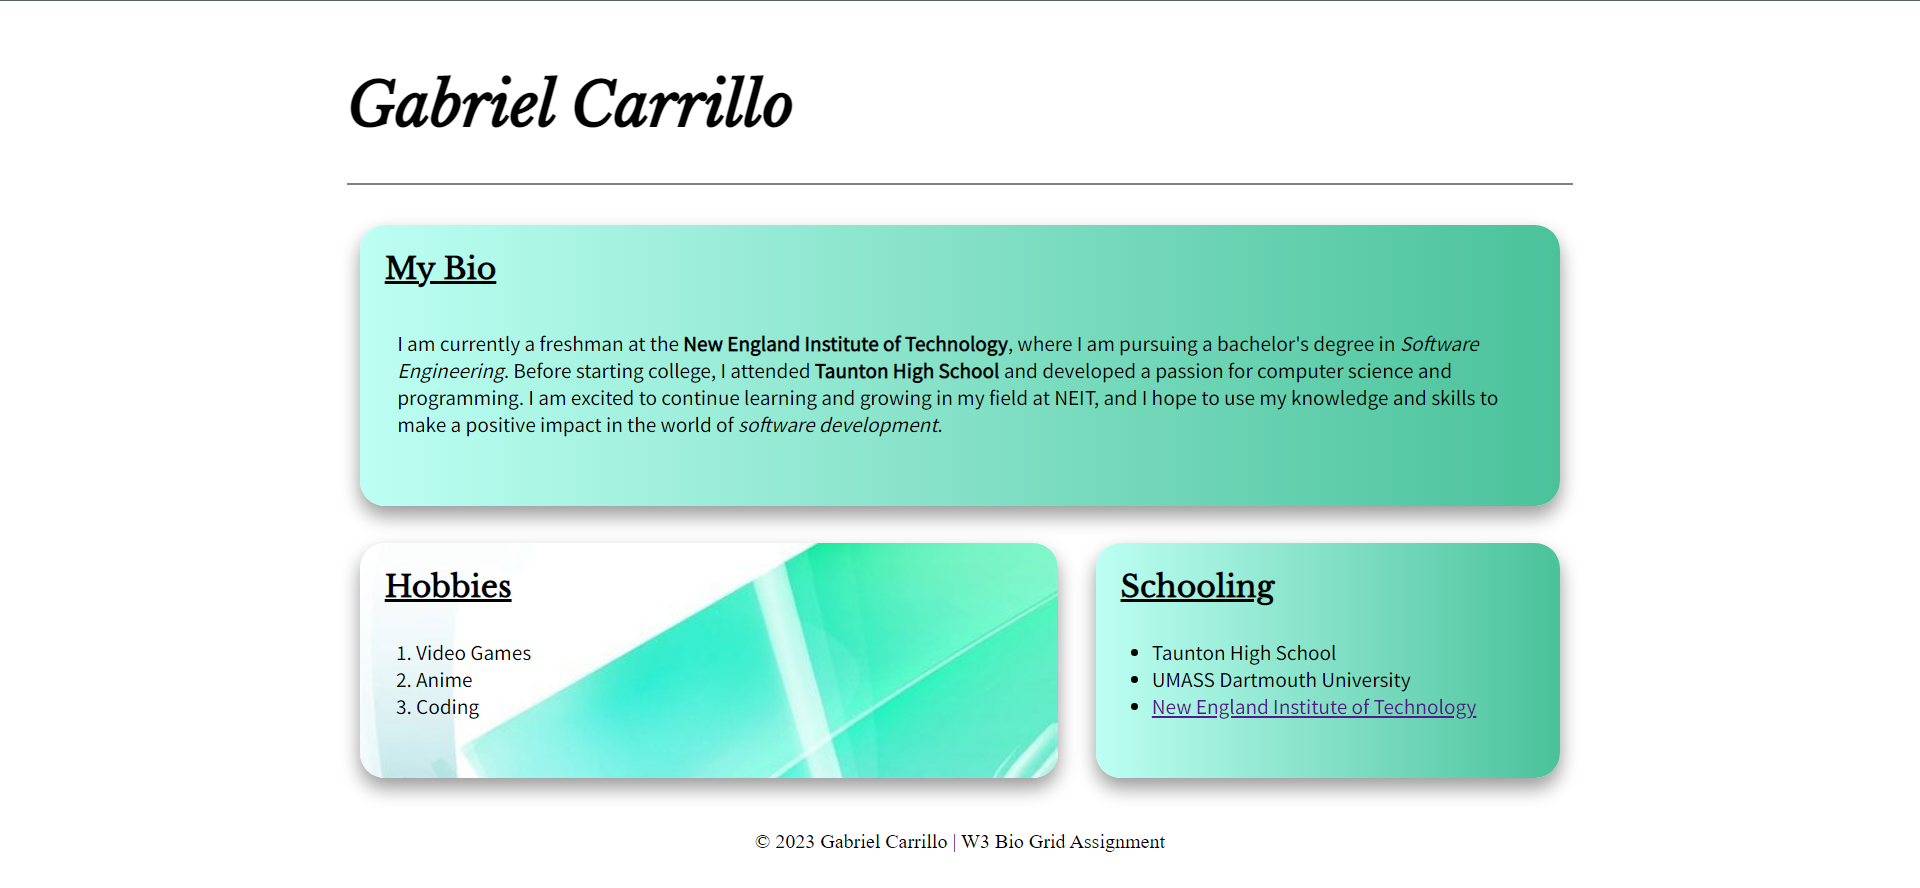 Gabriel Carrillo
My Bio
I am currently a freshman at the New England Institute of Technology, where I am pursuing a bachelor's degree in Software
Engineering. Before starting college, I attended Taunton High School and developed a passion for computer science and
programming. I am excited to continue learning and growing in my field at NEIT, and I hope to use my knowledge and skills to
make a positive impact in the world of software development.
Hobbies
1. Video Games
2. Anime
3. Coding
Schooling
• Taunton High School
• UMASS Dartmouth University
• New England Institute of Technology
© 2023 Gabriel Carrillo | W3 Bio Grid Assignment